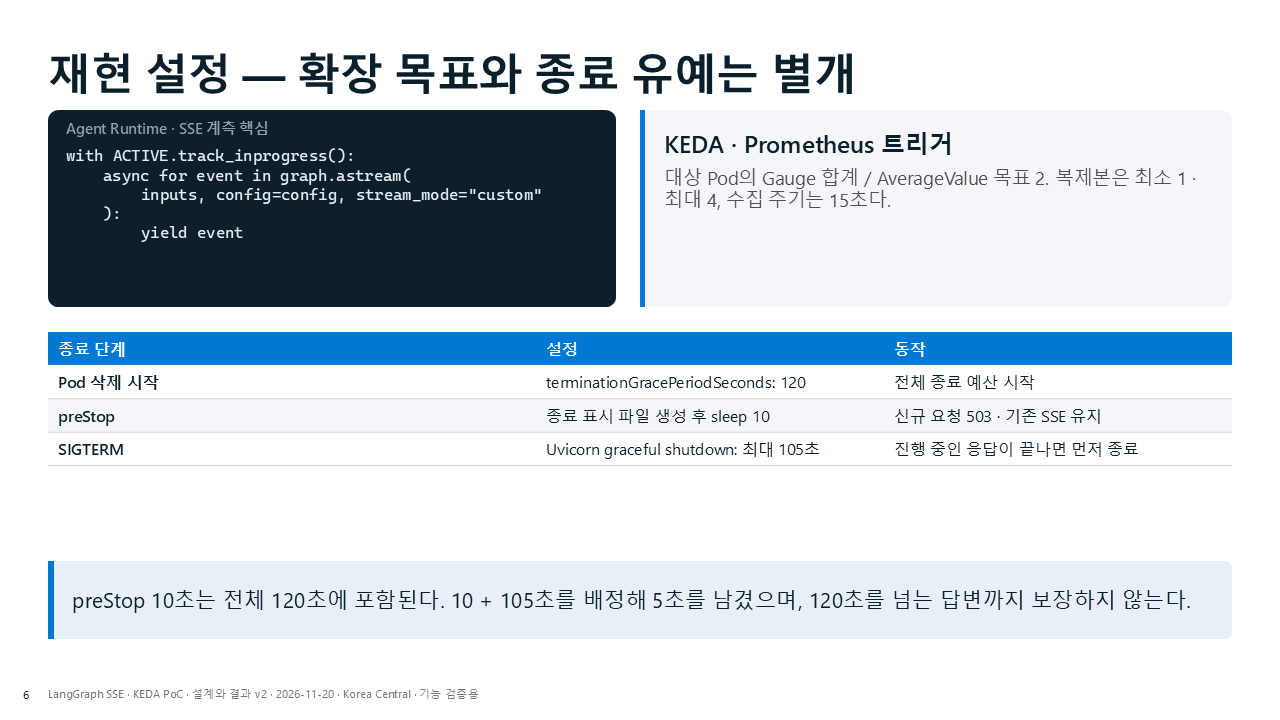 재현 설정 — 확장 목표와 종료 유예는 별개
Agent Runtime · SSE 계측 핵심
with ACTIVE.track_inprogress():
    async for event in graph.astream(
        inputs, config=config, stream_mode="custom"
    ):
        yield event
KEDA · Prometheus 트리거
대상 Pod의 Gauge 합계 / AverageValue 목표 2. 복제본은 최소 1 ·
최대 4, 수집 주기는 15초다.
종료 단계 설정 동작
Pod 삭제 시작 terminationGracePeriodSeconds: 120 전체 종료 예산 시작
preStop 종료 표시 파일 생성 후 sleep 10 신규 요청 503 · 기존 SSE 유지
SIGTERM Uvicorn graceful shutdown: 최대 105초 진행 중인 응답이 끝나면 먼저 종료
preStop 10초는 전체 120초에 포함된다. 10 + 105초를 배정해 5초를 남겼으며, 120초를 넘는 답변까지 보장하지 않는다.
6 LangGraph SSE · KEDA PoC · 설계와 결과 v2 · 2026-11-20 · Korea Central · 기능 검증용